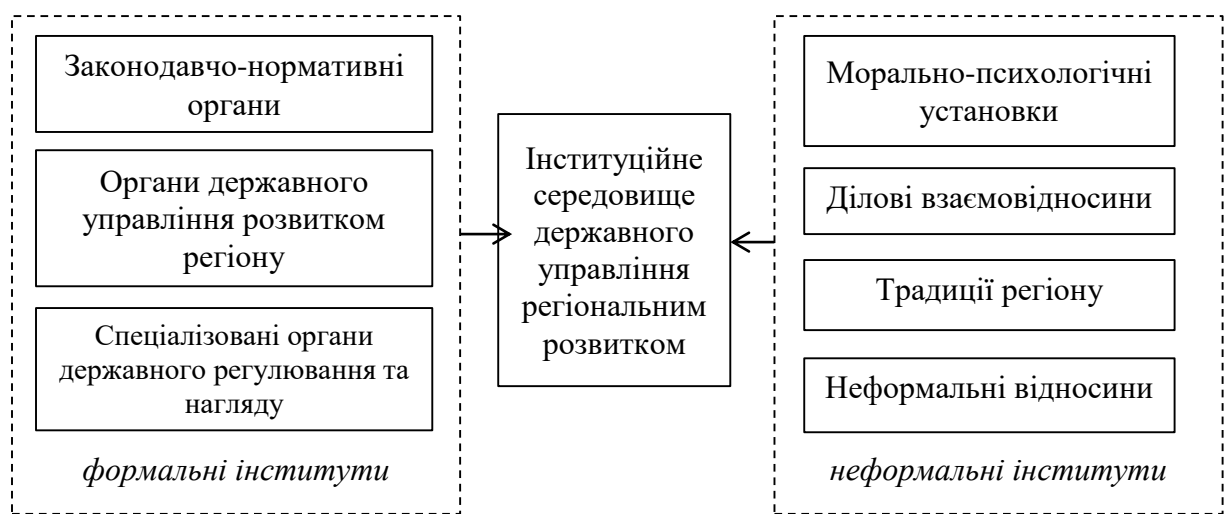 Законодавчо-нормативні
органи
Органи державного
управління розвитком
регіону
Спеціалізовані органи
державного регулювання та
нагляду
формальні інститути
Інституційне
середовище
державного
управління
регіональним
розвитком
Морально-психологічні
установки
Ділові взаємовідносини
Традиції регіону
Неформальні відносини
неформальні інститути